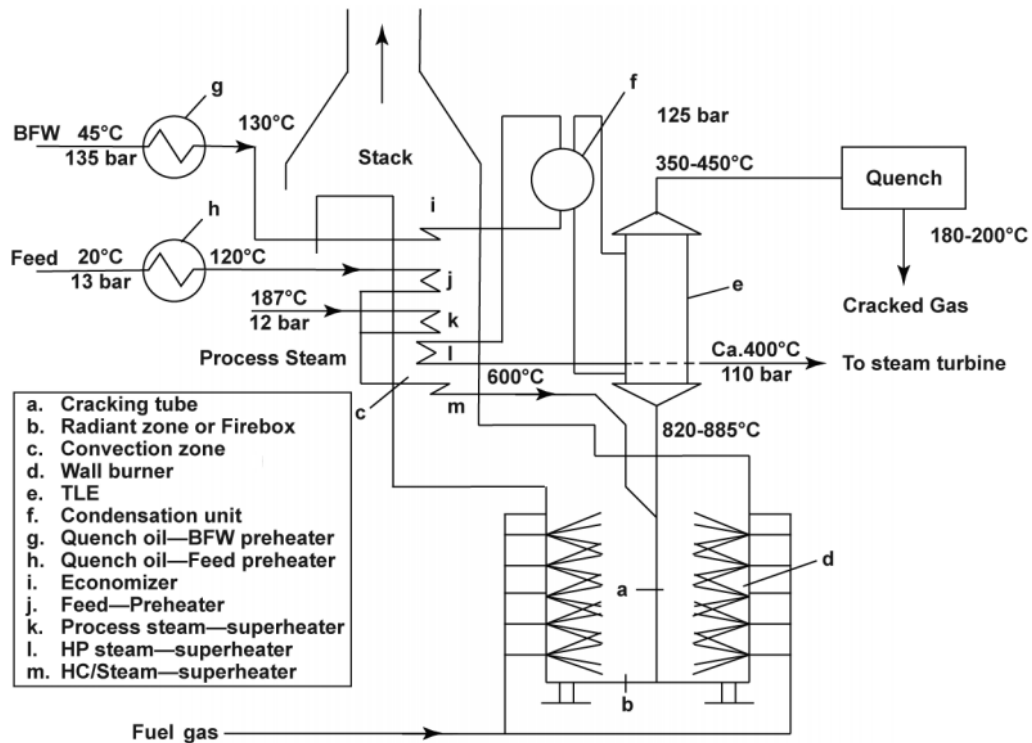 g
f
BFW
45°C
135 bar
130°C
125 bar
350-450°C
Quench
Stack
h
i
180-200°C
Feed
20°C
13 bar
120°C
j
e
Cracked Gas
187°C
12 bar
k
Process Steam
l
Ca.400°C
110 bar
To steam turbine
c
600°C
m
820-885°C
a. Cracking tube
b. Radiant zone or Firebox
c. Convection zone
d. Wall burner
e. TLE
f. Condensation unit
g. Quench oil—BFW preheater
h. Quench oil—Feed preheater
i. Economizer
j. Feed—Preheater
k. Process steam—superheater
l. HP steam—superheater
m. HC/Steam—superheater
d
a
b
Fuel gas